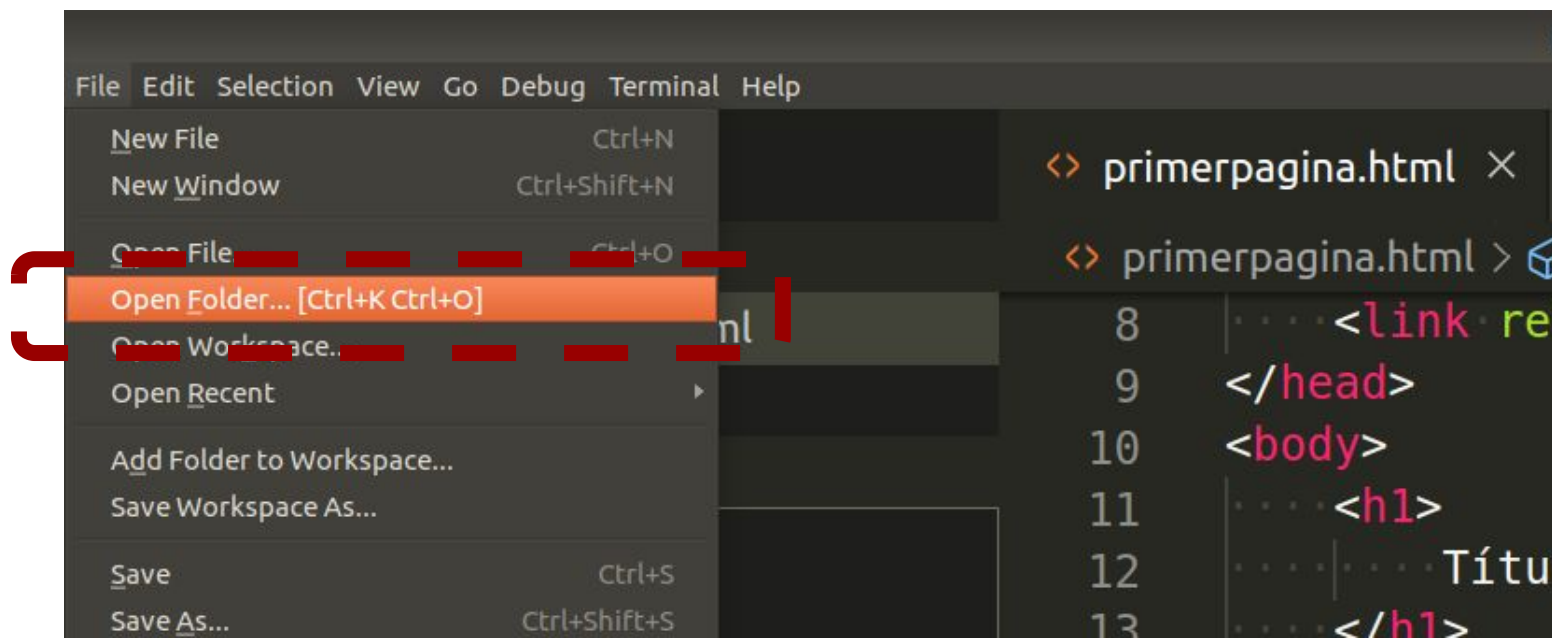 File Edit Selection View Go Debug Terminal Help
New File Ctrl+N
New Window Ctrl+Shift+N
Open File Ctrl+O
Open Folder... [Ctrl+K Ctrl+O]
Open Workspace...
Open Recent
Add Folder to Workspace...
Save Workspace As...
Save Ctrl+S
Save As... Ctrl+Shift+S
ml
<> primerpagina.html ×
<> primerpagina.html >
8 ····<link·re
9 </head>
10 <body>
11 ····<h1>
12 ········Títu
13 ····</h1>